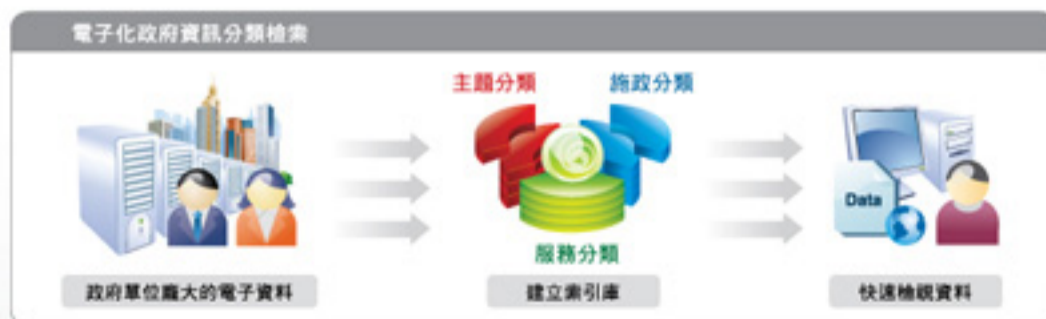 電子化政府資訊分類檢索
主題分類
施政分類
Data
服務分類
政府單位龐大的電子資料
建立索引庫
快速檢視資料